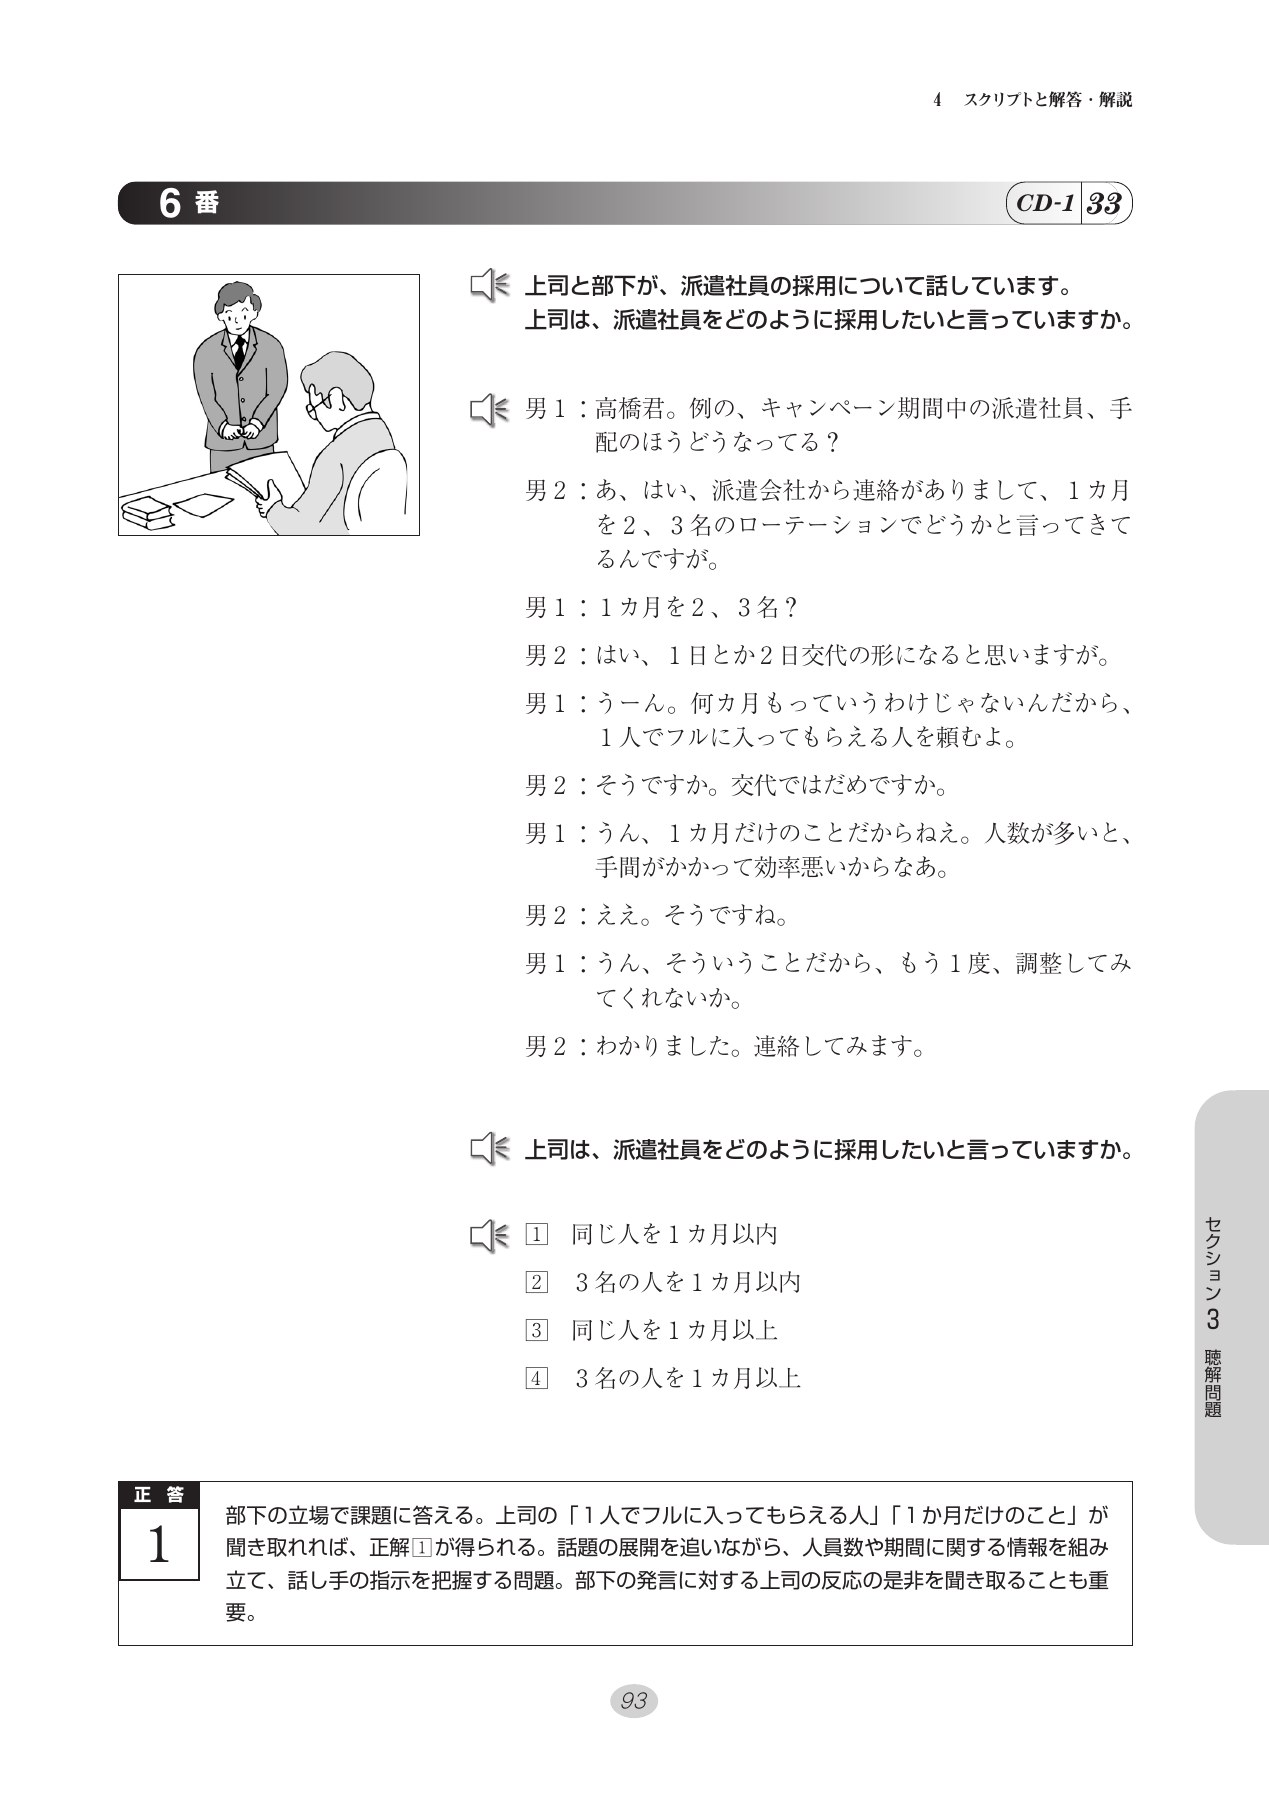 4　スクリプトと解答・解説
6 番
CD-1 33
上司と部下が、派遣社員の採用について話しています。
上司は、派遣社員をどのように採用したいと言っていますか。
男１：高橋君。例の、キャンペーン期間中の派遣社員、手
配のほうどうなってる？
男２：あ、はい、派遣会社から連絡がありまして、１カ月
を２、３名のローテーションでどうかと言ってきて
るんですが。
男１：１カ月を２、３名？
男２：はい、１日とか２日交代の形になると思いますが。
男１：うーん。何カ月もっていうわけじゃないんだから、
１人でフルに入ってもらえる人を頼むよ。
男２：そうですか。交代ではだめですか。
男１：うん、１カ月だけのことだからねえ。人数が多いと、
手間がかかって効率悪いからなあ。
男２：ええ。そうですね。
男１：うん、そういうことだから、もう１度、調整してみ
てくれないか。
男２：わかりました。連絡してみます。
上司は、派遣社員をどのように採用したいと言っていますか。
1　同じ人を１カ月以内
2　３名の人を１カ月以内
3　同じ人を１カ月以上
4　３名の人を１カ月以上
セクション3　聴解問題
正答
1
部下の立場で課題に答える。上司の「１人でフルに入ってもらえる人」「１か月だけのこと」が
聞き取れれば、正解1が得られる。話題の展開を追いながら、人員数や期間に関する情報を組み
立て、話し手の指示を把握する問題。部下の発言に対する上司の反応の是非を聞き取ることも重
要。
93